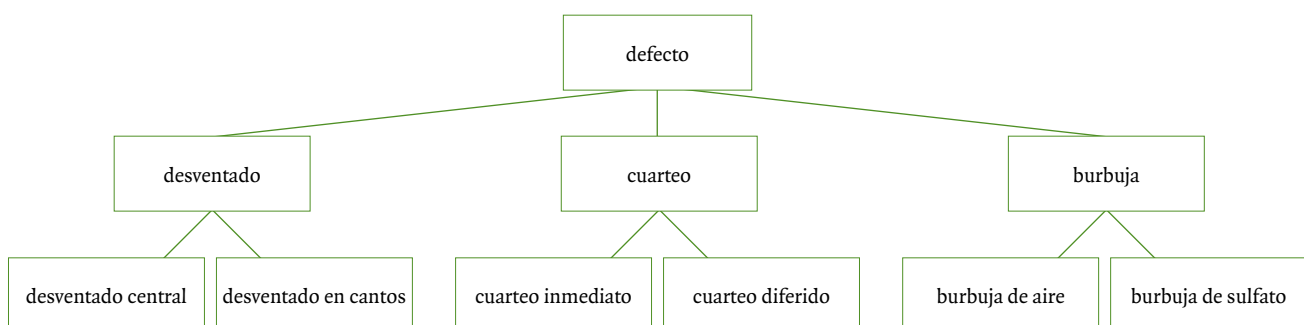 defecto
desventado
cuarteo
burbuja
desventado central
desventado en cantos
cuarteo inmediato
cuarteo diferido
burbuja de aire
burbuja de sulfato